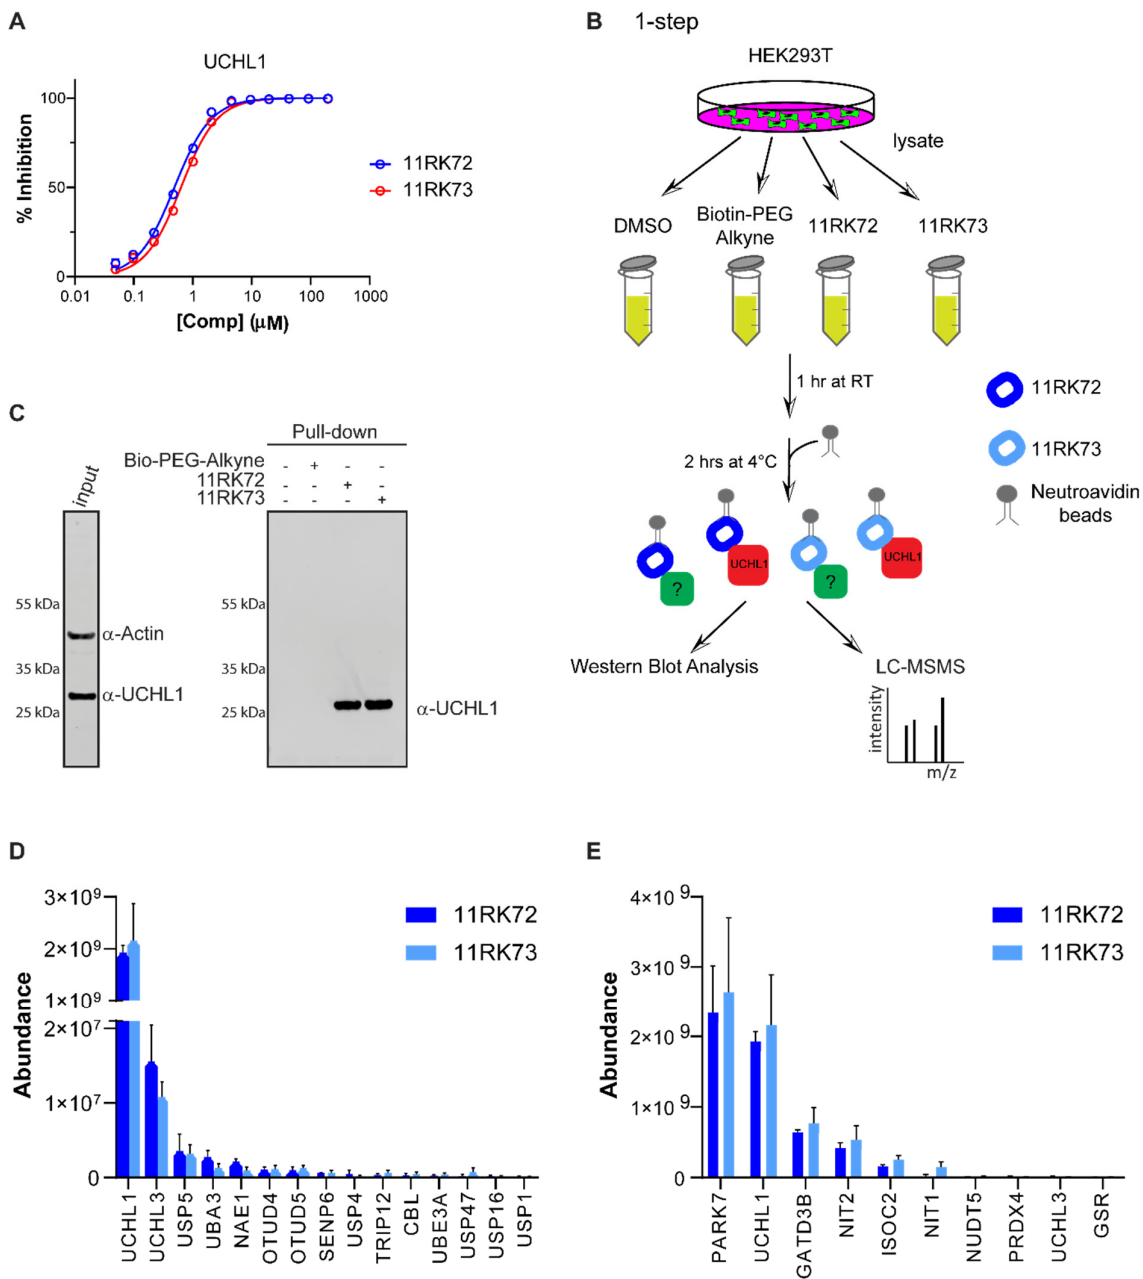 A
UCHL1
% Inhibition
100
50
0
0.01
0.1
1
10
100
1000
[Comp] (μM)
11RK72
11RK73
B
1-step
HEK293T
lysate
DMSO
Biotin-PEG
Alkyne
11RK72
11RK73
1 hr at RT
2 hrs at 4°C
11RK72
11RK73
Neutroavidin
beads
?
UCHL1
?
UCHL1
Western Blot Analysis
LC-MSMS
intensity
m/z
C
Pull-down
Bio-PEG-Alkyne - + - -
11RK72 - - + -
11RK73 - - - +
input
55 kDa
α-Actin
35 kDa
α-UCHL1
25 kDa
55 kDa
35 kDa
25 kDa
α-UCHL1
D
Abundance
3×10⁹
2×10⁹
1×10⁹
2×10⁷
1×10⁷
0
11RK72
11RK73
UCHL1
UCHL3
USP5
UBA3
NAE1
OTUD4
OTUD5
SENP6
USP4
TRIP12
CBL
UBE3A
USP47
USP16
USP1
E
Abundance
4×10⁹
3×10⁹
2×10⁹
1×10⁹
0
11RK72
11RK73
PARK7
UCHL1
GATD3B
NIT2
ISOC2
NIT1
NUDT5
PRDX4
UCHL3
GSR